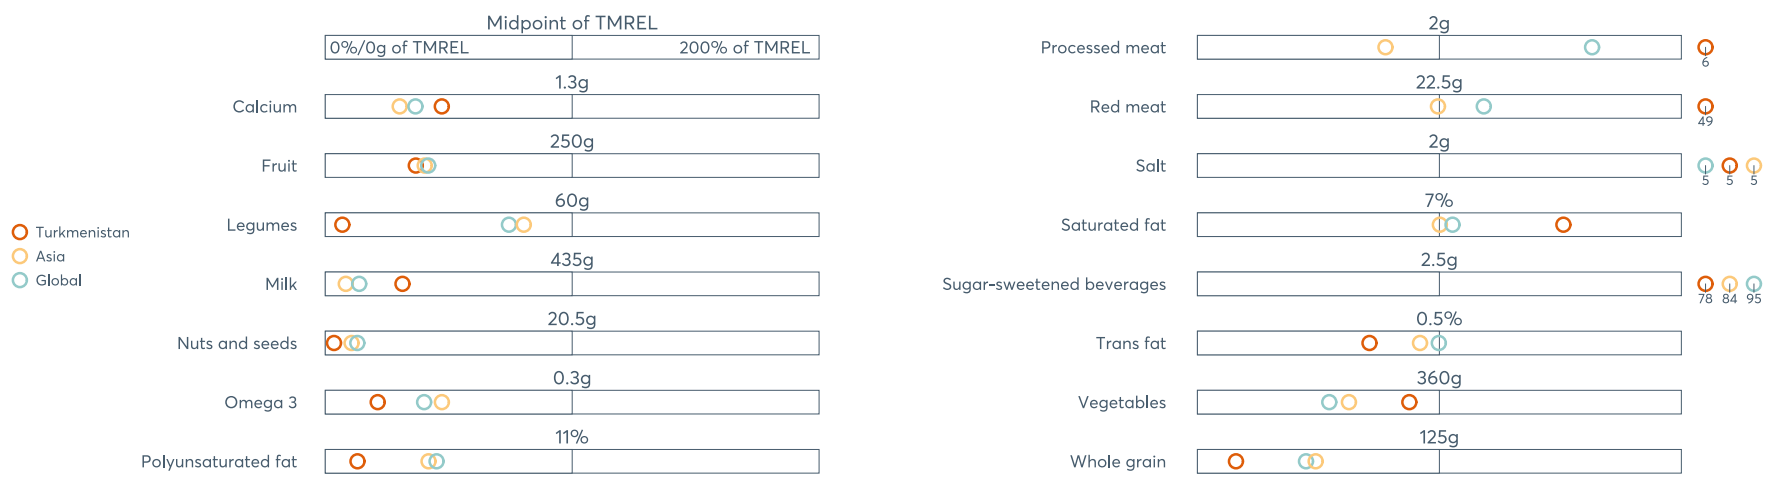 Midpoint of TMREL
0%/0g of TMREL 200% of TMREL
1.3g
Calcium
250g
Fruit
60g
Legumes
435g
Milk
20.5g
Nuts and seeds
0.3g
Omega 3
11%
Polyunsaturated fat
Turkmenistan
Asia
Global
2g
Processed meat
6
22.5g
Red meat
49
2g
Salt
5 5 5
7%
Saturated fat
2.5g
Sugar-sweetened beverages
78 84 95
0.5%
Trans fat
360g
Vegetables
125g
Whole grain